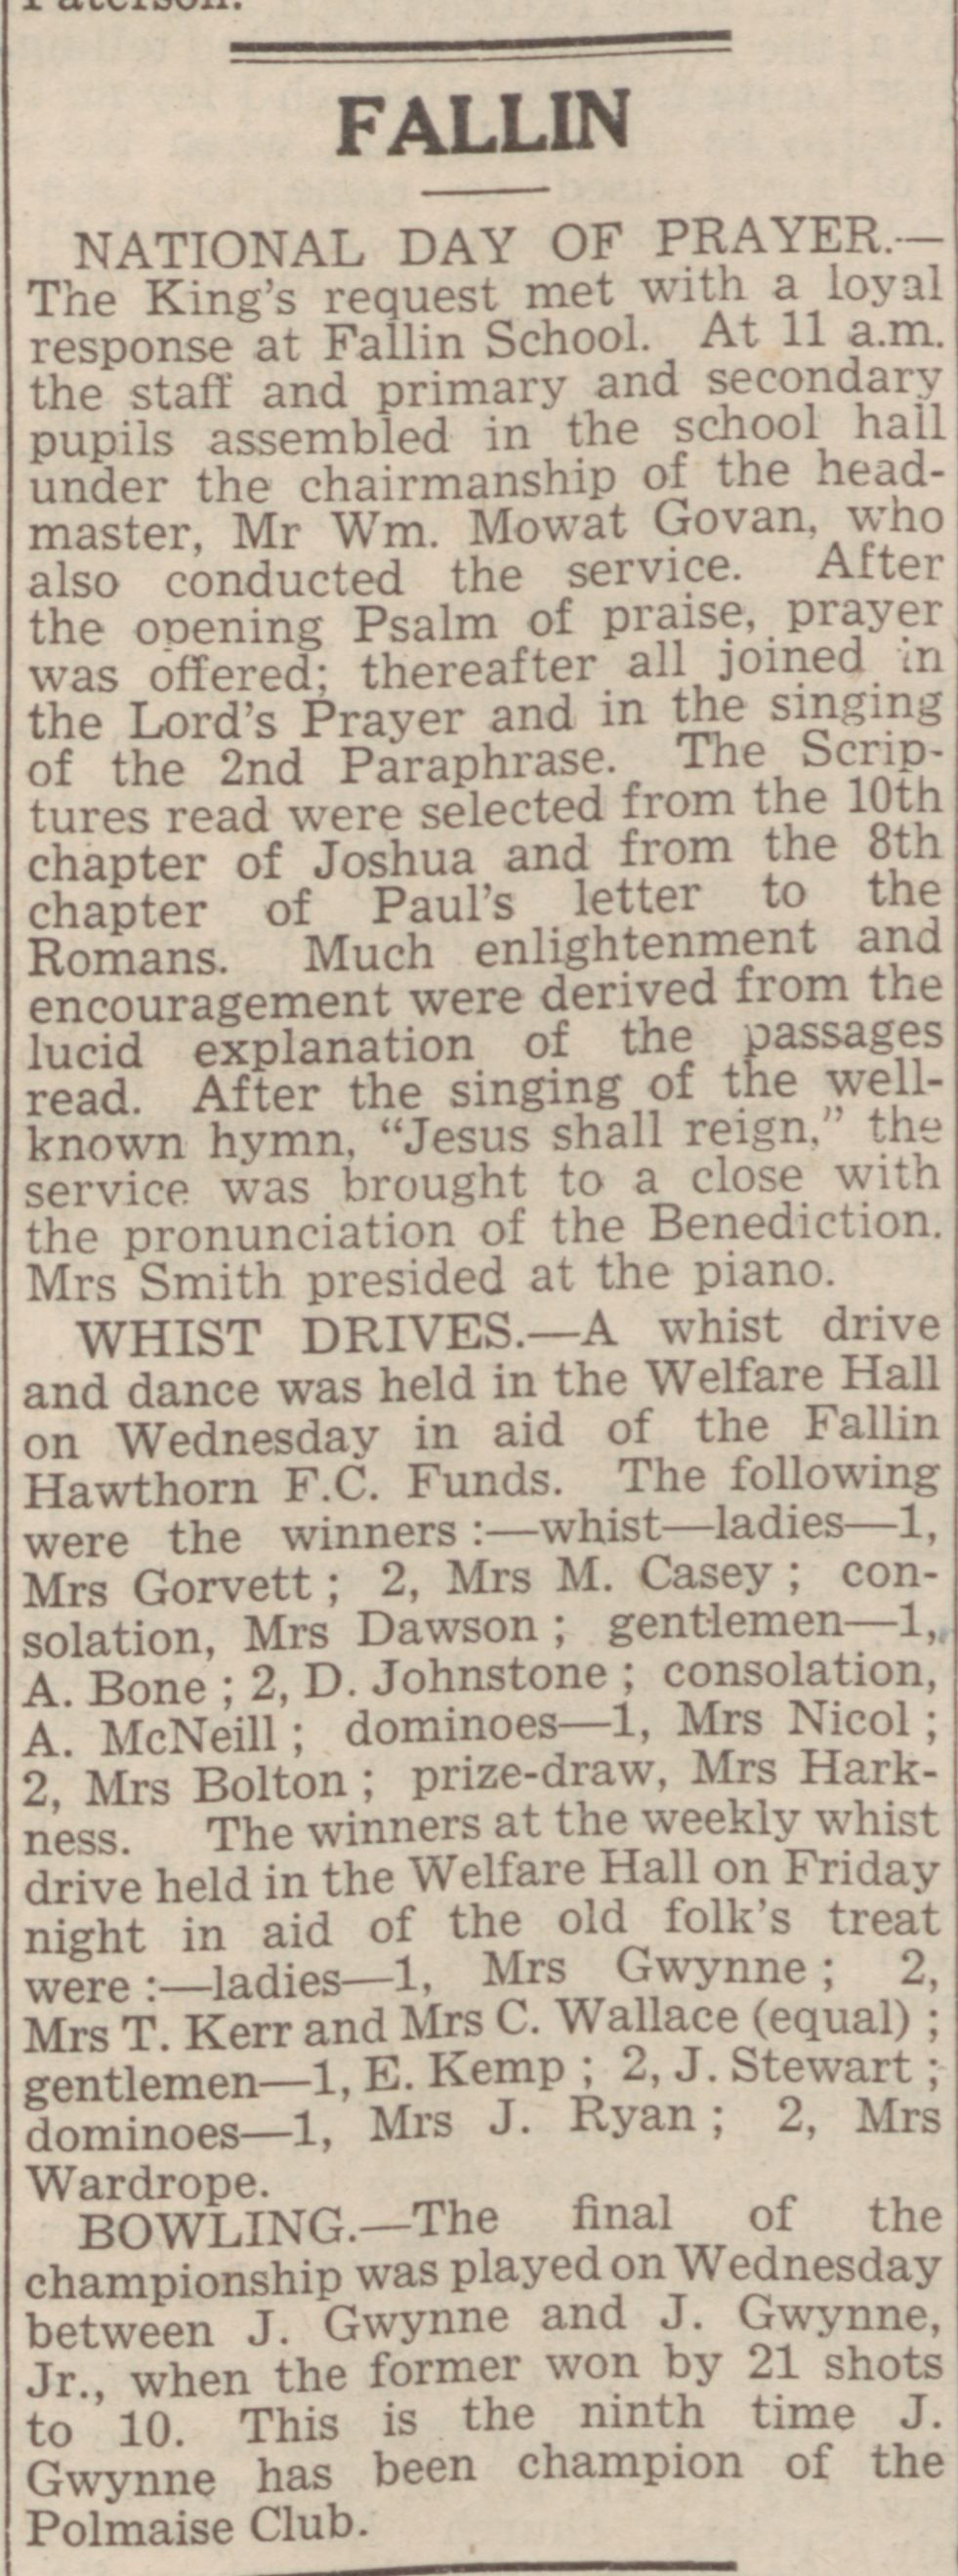 Paterson.
FALLIN
NATIONAL DAY OF PRAYER.—
The King's request met with a loyal
response at Fallin School. At 11 a.m.
the staff and primary and secondary
pupils assembled in the school hall
under the chairmanship of the head-
master, Mr Wm. Mowat Govan, who
also conducted the service. After
the opening Psalm of praise, prayer
was offered; thereafter all joined in
the Lord's Prayer and in the singing
of the 2nd Paraphrase. The Scrip-
tures read were selected from the 10th
chapter of Joshua and from the 8th
chapter of Paul's letter to the
Romans. Much enlightenment and
encouragement were derived from the
lucid explanation of the passages
read. After the singing of the well-
known hymn, "Jesus shall reign," the
service was brought to a close with
the pronunciation of the Benediction.
Mrs Smith presided at the piano.
WHIST DRIVES.—A whist drive
and dance was held in the Welfare Hall
on Wednesday in aid of the Fallin
Hawthorn F.C. Funds. The following
were the winners :—whist—ladies—1,
Mrs Gorvett ; 2, Mrs M. Casey ; con-
solation, Mrs Dawson ; gentlemen—1,
A. Bone ; 2, D. Johnstone ; consolation,
A. McNeill ; dominoes—1, Mrs Nicol ;
2, Mrs Bolton ; prize-draw, Mrs Hark-
ness. The winners at the weekly whist
drive held in the Welfare Hall on Friday
night in aid of the old folk's treat
were :—ladies—1, Mrs Gwynne ; 2,
Mrs T. Kerr and Mrs C. Wallace (equal) ;
gentlemen—1, E. Kemp ; 2, J. Stewart ;
dominoes—1, Mrs J. Ryan ; 2, Mrs
Wardrope.
BOWLING.—The final of the
championship was played on Wednesday
between J. Gwynne and J. Gwynne,
Jr., when the former won by 21 shots
to 10. This is the ninth time J.
Gwynne has been champion of the
Polmaise Club.